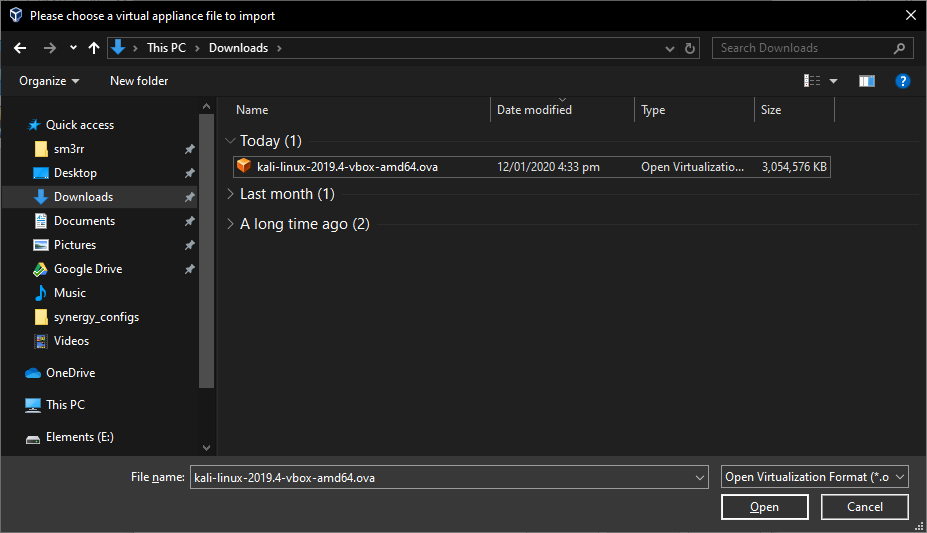 Please choose a virtual appliance file to import
This PC Downloads
Search Downloads
Organize New folder
?
Name Date modified Type Size
Quick access
sm3rr
Desktop
Downloads
Documents
Pictures
Google Drive
Music
synergy_configs
Videos
OneDrive
This PC
Elements (E:)
Today (1)
kali-linux-2019.4-vbox-amd64.ova 12/01/2020 4:33 pm Open Virtualizatio... 3,054,576 KB
Last month (1)
A long time ago (2)
File name: kali-linux-2019.4-vbox-amd64.ova Open Virtualization Format (*.o
Open Cancel